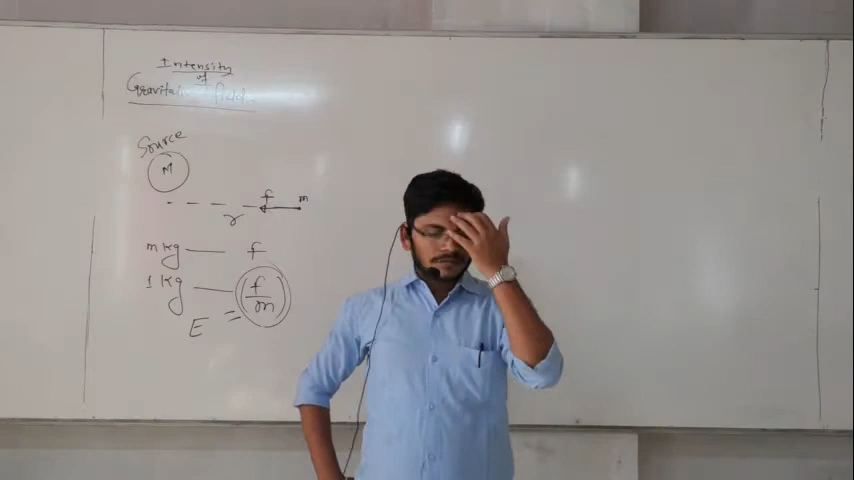 Intensity
of
Gravitational field
Source
M
f m
r
m kg — f
1 kg — f/m
E =